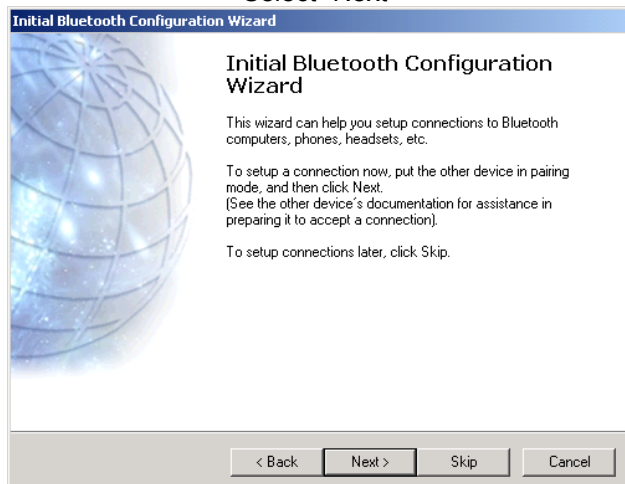 Select "Next"
Initial Bluetooth Configuration Wizard
Initial Bluetooth Configuration
Wizard
This wizard can help you setup connections to Bluetooth
computers, phones, headsets, etc.
To setup a connection now, put the other device in pairing
mode, and then click Next.
(See the other device´s documentation for assistance in
preparing it to accept a connection).
To setup connections later, click Skip.
< Back
Next >
Skip
Cancel